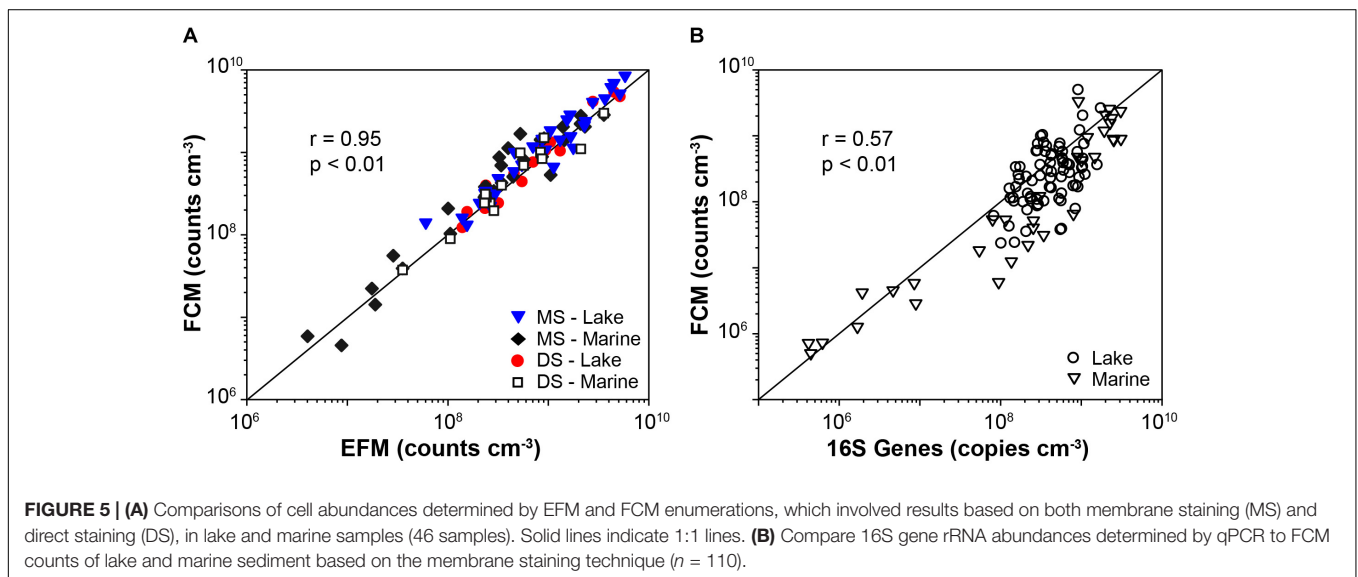 A
10¹⁰
r = 0.95
p < 0.01
FCM (counts cm⁻³)
10⁸
MS - Lake
MS - Marine
DS - Lake
DS - Marine
10⁶
10⁶
10⁸
10¹⁰
EFM (counts cm⁻³)
B
10¹⁰
r = 0.57
p < 0.01
FCM (counts cm⁻³)
10⁸
10⁶
Lake
Marine
10⁶
10⁸
10¹⁰
16S Genes (copies cm⁻³)
FIGURE 5 | (A) Comparisons of cell abundances determined by EFM and FCM enumerations, which involved results based on both membrane staining (MS) and
direct staining (DS), in lake and marine samples (46 samples). Solid lines indicate 1:1 lines. (B) Compare 16S gene rRNA abundances determined by qPCR to FCM
counts of lake and marine sediment based on the membrane staining technique (n = 110).